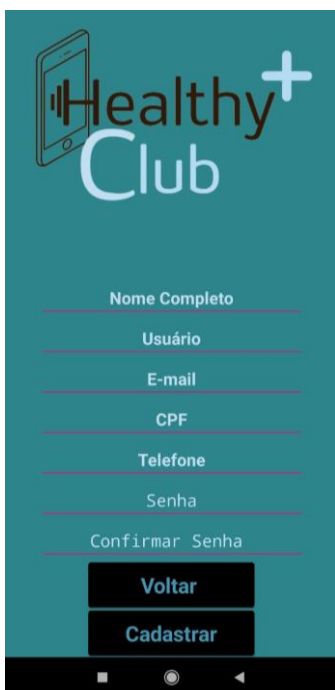 Healthy+
Club
Nome Completo
Usuário
E-mail
CPF
Telefone
Senha
Confirmar Senha
Voltar
Cadastrar